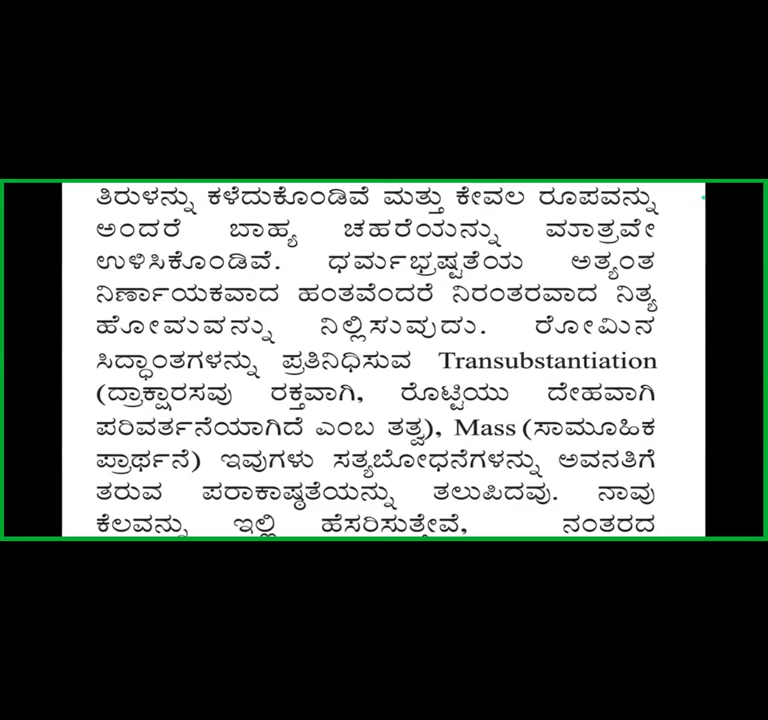 ತಿರುಳನ್ನು ಕಳೆದುಕೊಂಡಿವೆ ಮತ್ತು ಕೇವಲ ರೂಪವನ್ನು
ಅಂದರೆ ಬಾಹ್ಯ ಚಹರೆಯನ್ನು ಮಾತ್ರವೇ
ಉಳಿಸಿಕೊಂಡಿವೆ. ಧರ್ಮಭ್ರಷ್ಟತೆಯ ಅತ್ಯಂತ
ನಿರ್ಣಾಯಕವಾದ ಹಂತವೆಂದರೆ ನಿರಂತರವಾದ ನಿತ್ಯ
ಹೋಮವನ್ನು ನಿಲ್ಲಿಸುವುದು. ರೋಮಿನ
ಸಿದ್ಧಾಂತಗಳನ್ನು ಪ್ರತಿನಿಧಿಸುವ Transubstantiation
(ದ್ರಾಕ್ಷಾರಸವು ರಕ್ತವಾಗಿ, ರೊಟ್ಟಿಯು ದೇಹವಾಗಿ
ಪರಿವರ್ತನೆಯಾಗಿದೆ ಎಂಬ ತತ್ವ), Mass (ಸಾಮೂಹಿಕ
ಪ್ರಾರ್ಥನೆ) ಇವುಗಳು ಸತ್ಯಬೋಧನೆಗಳನ್ನು ಅವನತಿಗೆ
ತರುವ ಪರಾಕಾಷ್ಠತೆಯನ್ನು ತಲುಪಿದವು. ನಾವು
ಕೆಲವನ್ನು ಇಲ್ಲಿ ಹೆಸರಿಸುತ್ತೇವೆ, ನಂತರದ